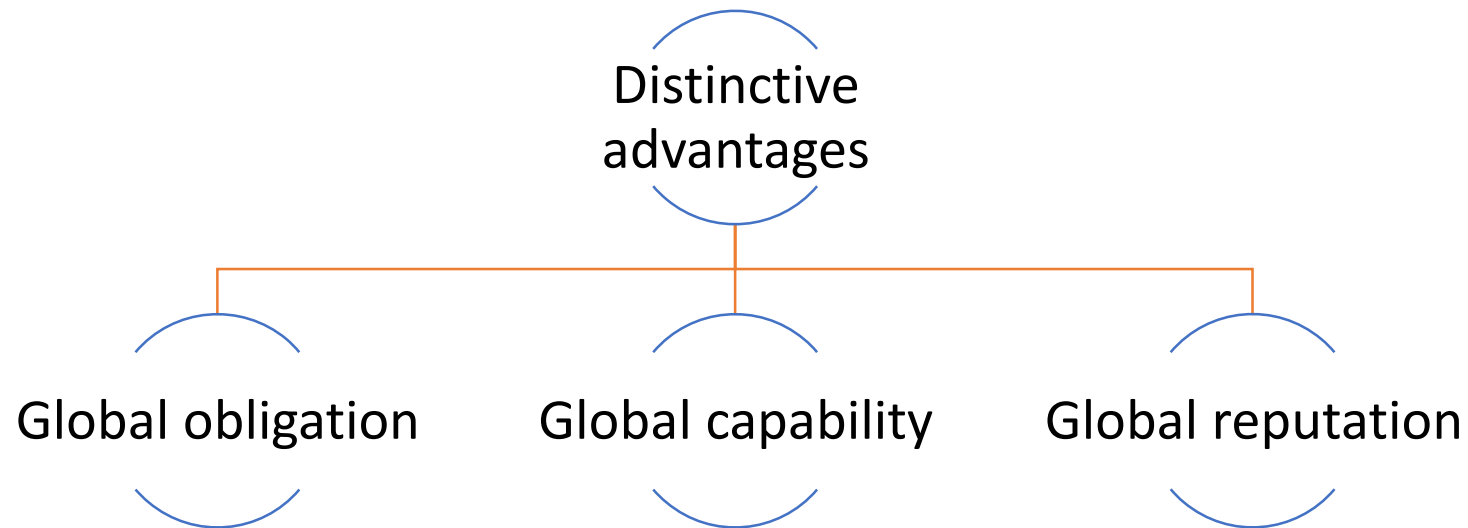 Distinctive
advantages
Global obligation
Global capability
Global reputation